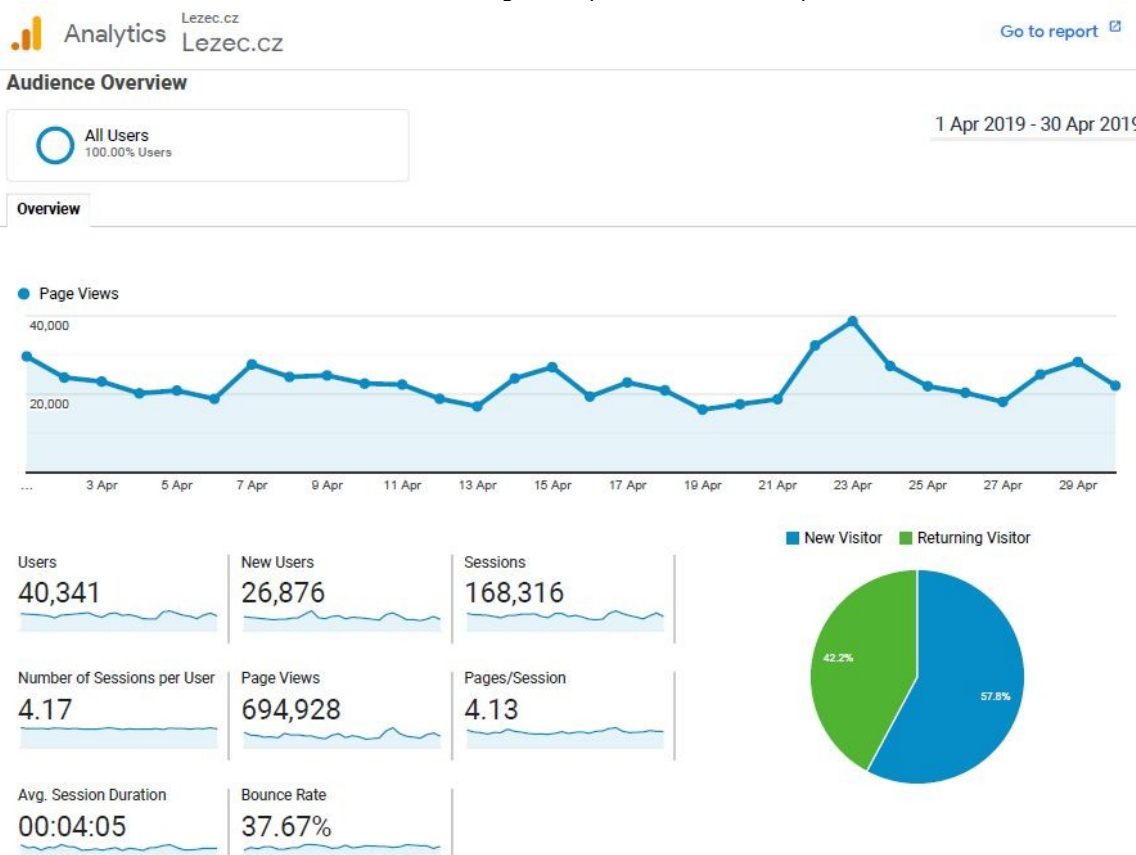 Lezec.cz
Analytics Lezec.cz
Go to report
Audience Overview
All Users
100.00% Users
1 Apr 2019 - 30 Apr 2019
Overview
Page Views
40,000
20,000
... 3 Apr 5 Apr 7 Apr 9 Apr 11 Apr 13 Apr 15 Apr 17 Apr 19 Apr 21 Apr 23 Apr 25 Apr 27 Apr 29 Apr
New Visitor Returning Visitor
Users New Users Sessions
40,341 26,876 168,316
42.2%
57.8%
Number of Sessions per User Page Views Pages/Session
4.17 694,928 4.13
Avg. Session Duration Bounce Rate
00:04:05 37.67%